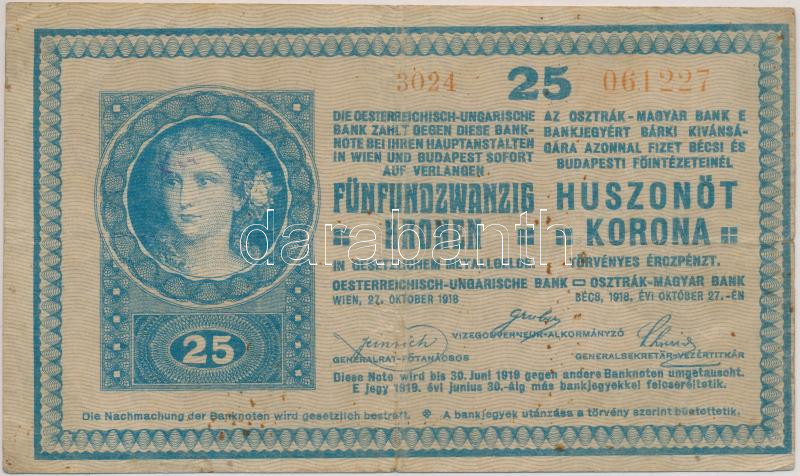 3024 25 061227
DIE OESTERREICHISCH-UNGARISCHE
BANK ZAHLT GEGEN DIESE BANK-
NOTE BEI IHREN HAUPTANSTALTEN
IN WIEN UND BUDAPEST SOFORT
AUF VERLANGEN
FÜNFUNDZWANZIG
KRONEN
IN GESETZLICHEM METALLGELDE.
AZ OSZTRÁK-MAGYAR BANK E
BANKJEGYÉRT BÁRKI KIVÁNSÁ-
GÁRA AZONNAL FIZET BÉCSI ÉS
BUDAPESTI FŐINTÉZETEINÉL
HUSZONÖT
KORONA
TÖRVÉNYES ÉRCZPÉNZT.
OESTERREICHISCH-UNGARISCHE BANK OSZTRÁK-MAGYAR BANK
WIEN, 27. OKTOBER 1918 BÉCS, 1918. ÉVI OKTÓBER 27.-ÉN
VIZEGOUVERNEUR-ALKORMÁNYZÓ
GENERALRAT-FŐTANÁCSOS GENERALSEKRETÄR-VEZÉRTITKÁR
Diese Note wird bis 30. Juni 1919 gegen andere Banknoten umgetauscht.
E jegy 1919. évi junius 30.-áig más bankjegyekkel felcseréltetik.
25
Die Nachmachung der Banknoten wird gesetzlich bestraft. A bankjegyek utánzása a törvény szerint büntettetik.
darabanth